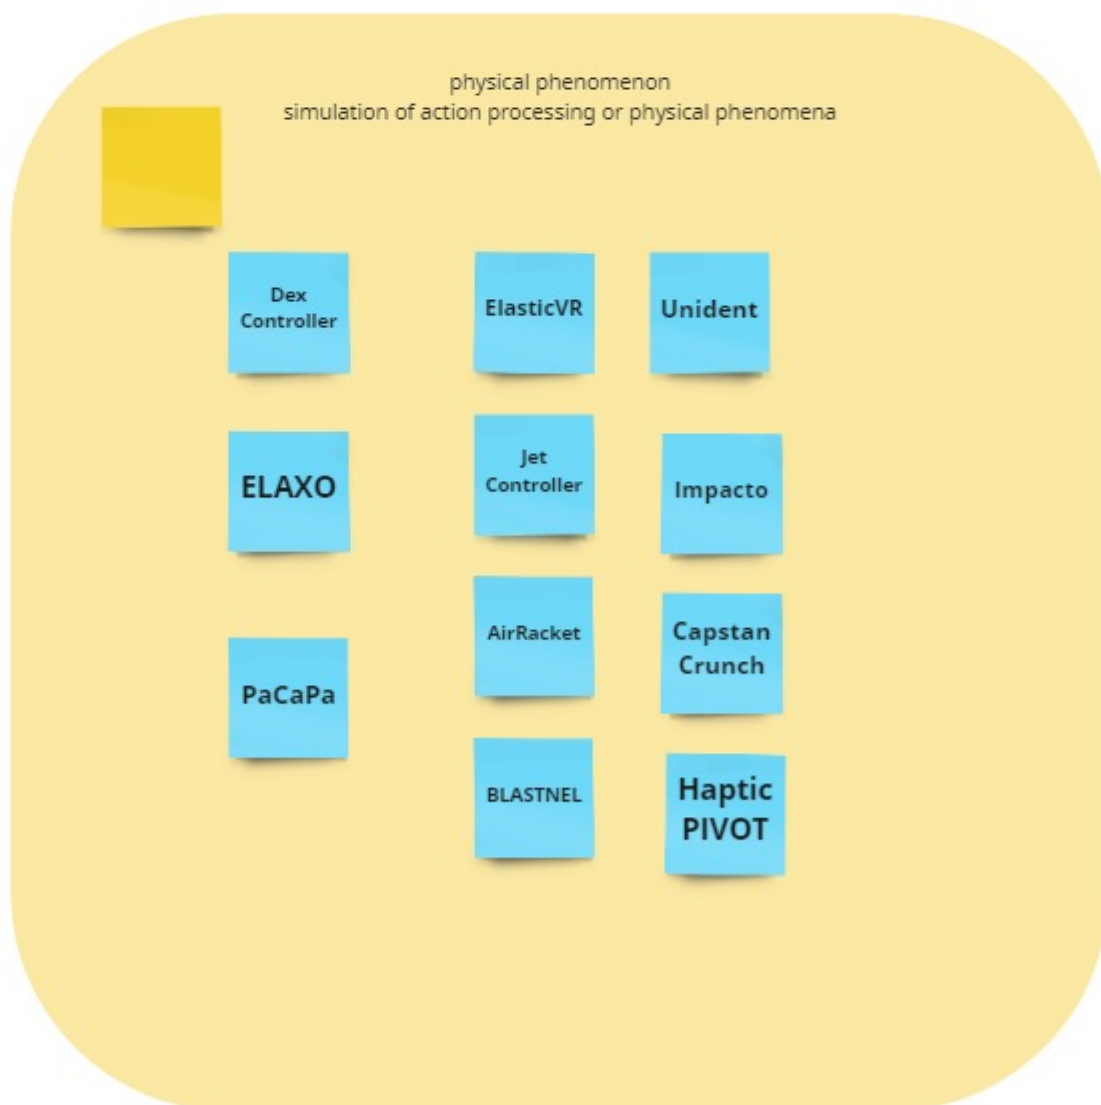 physical phenomenon
simulation of action processing or physical phenomena
Dex
Controller
ElasticVR
Unident
ELAXO
Jet
Controller
Impacto
PaCaPa
AirRacket
Capstan
Crunch
BLASTNEL
Haptic
PIVOT